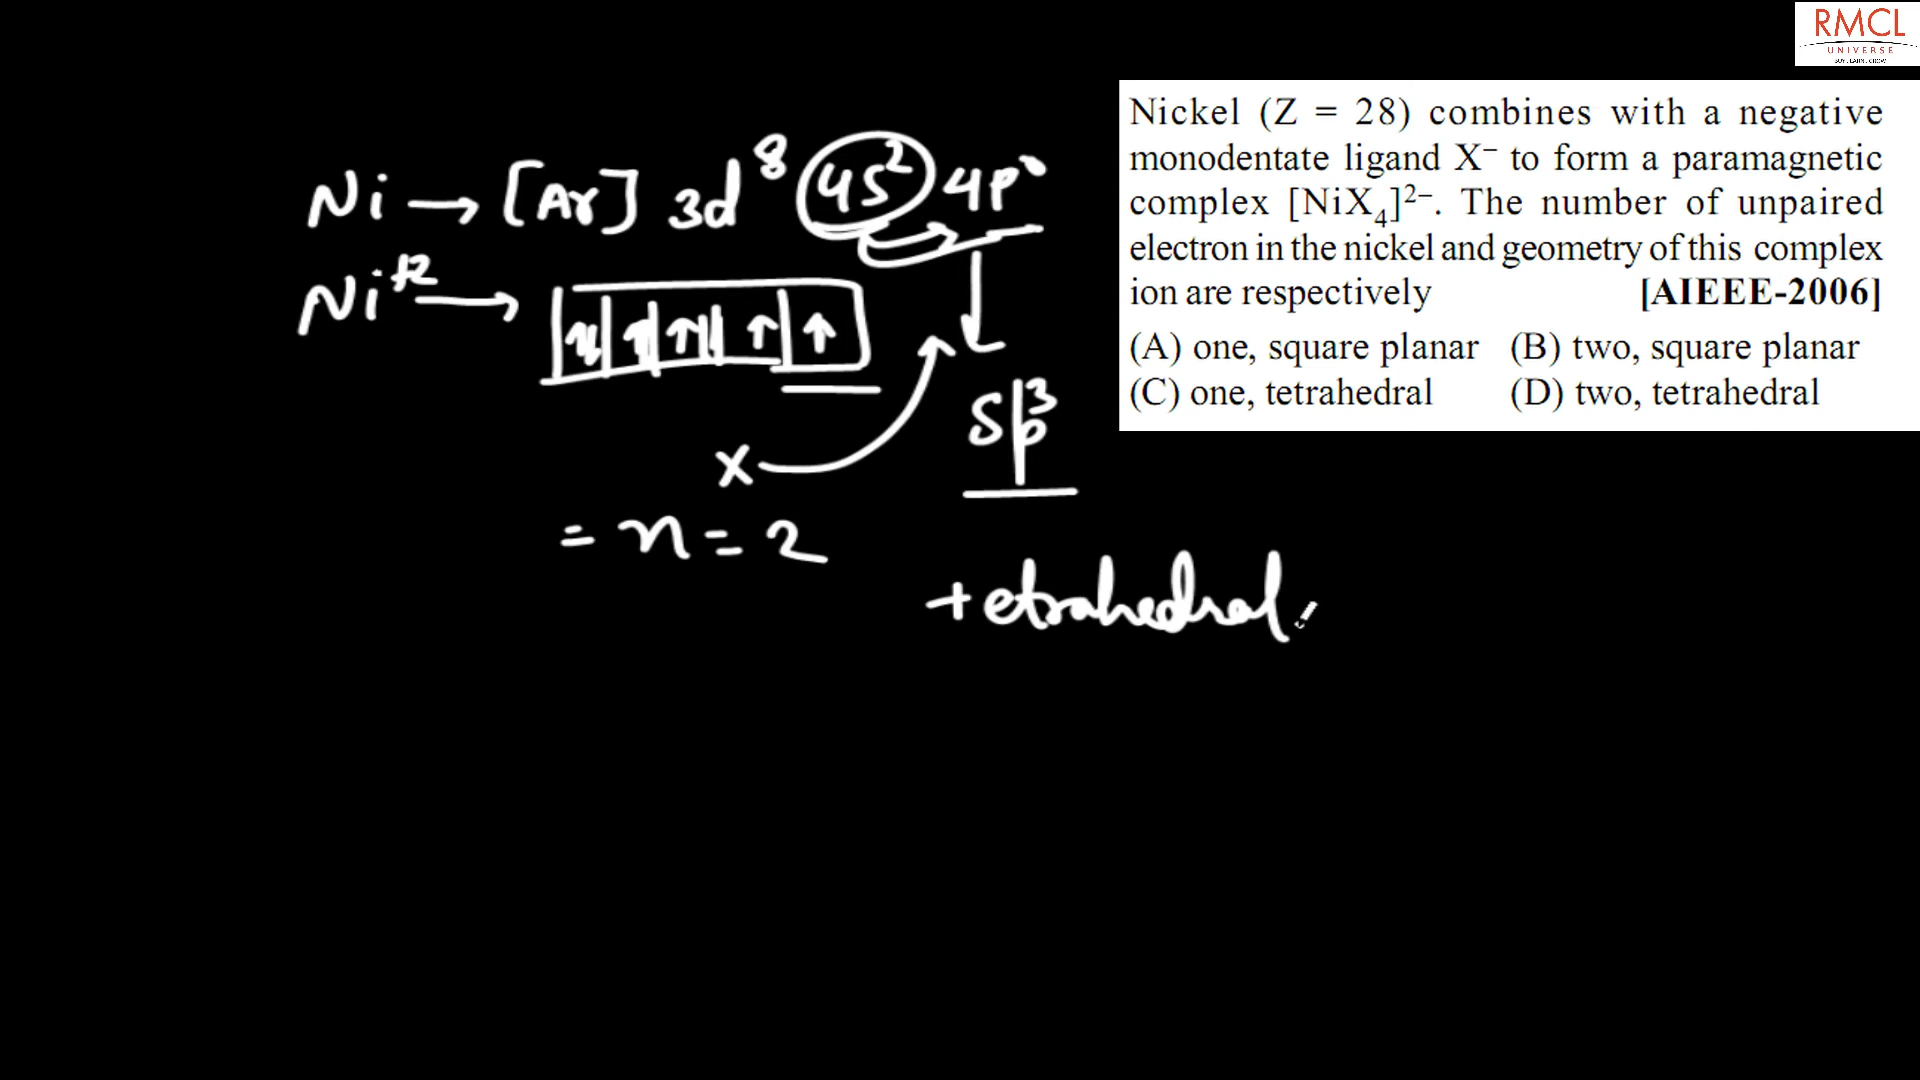 RMCL
UNIVERSE
Nickel (Z = 28) combines with a negative
monodentate ligand X⁻ to form a paramagnetic
complex [NiX₄]²⁻. The number of unpaired
electron in the nickel and geometry of this complex
ion are respectively [AIEEE-2006]
(A) one, square planar (B) two, square planar
(C) one, tetrahedral (D) two, tetrahedral
Ni → [Ar] 3d⁸ 4s² 4p⁰
Ni⁺² →
↑ ↑
x
sp³
= n = 2
tetrahedral